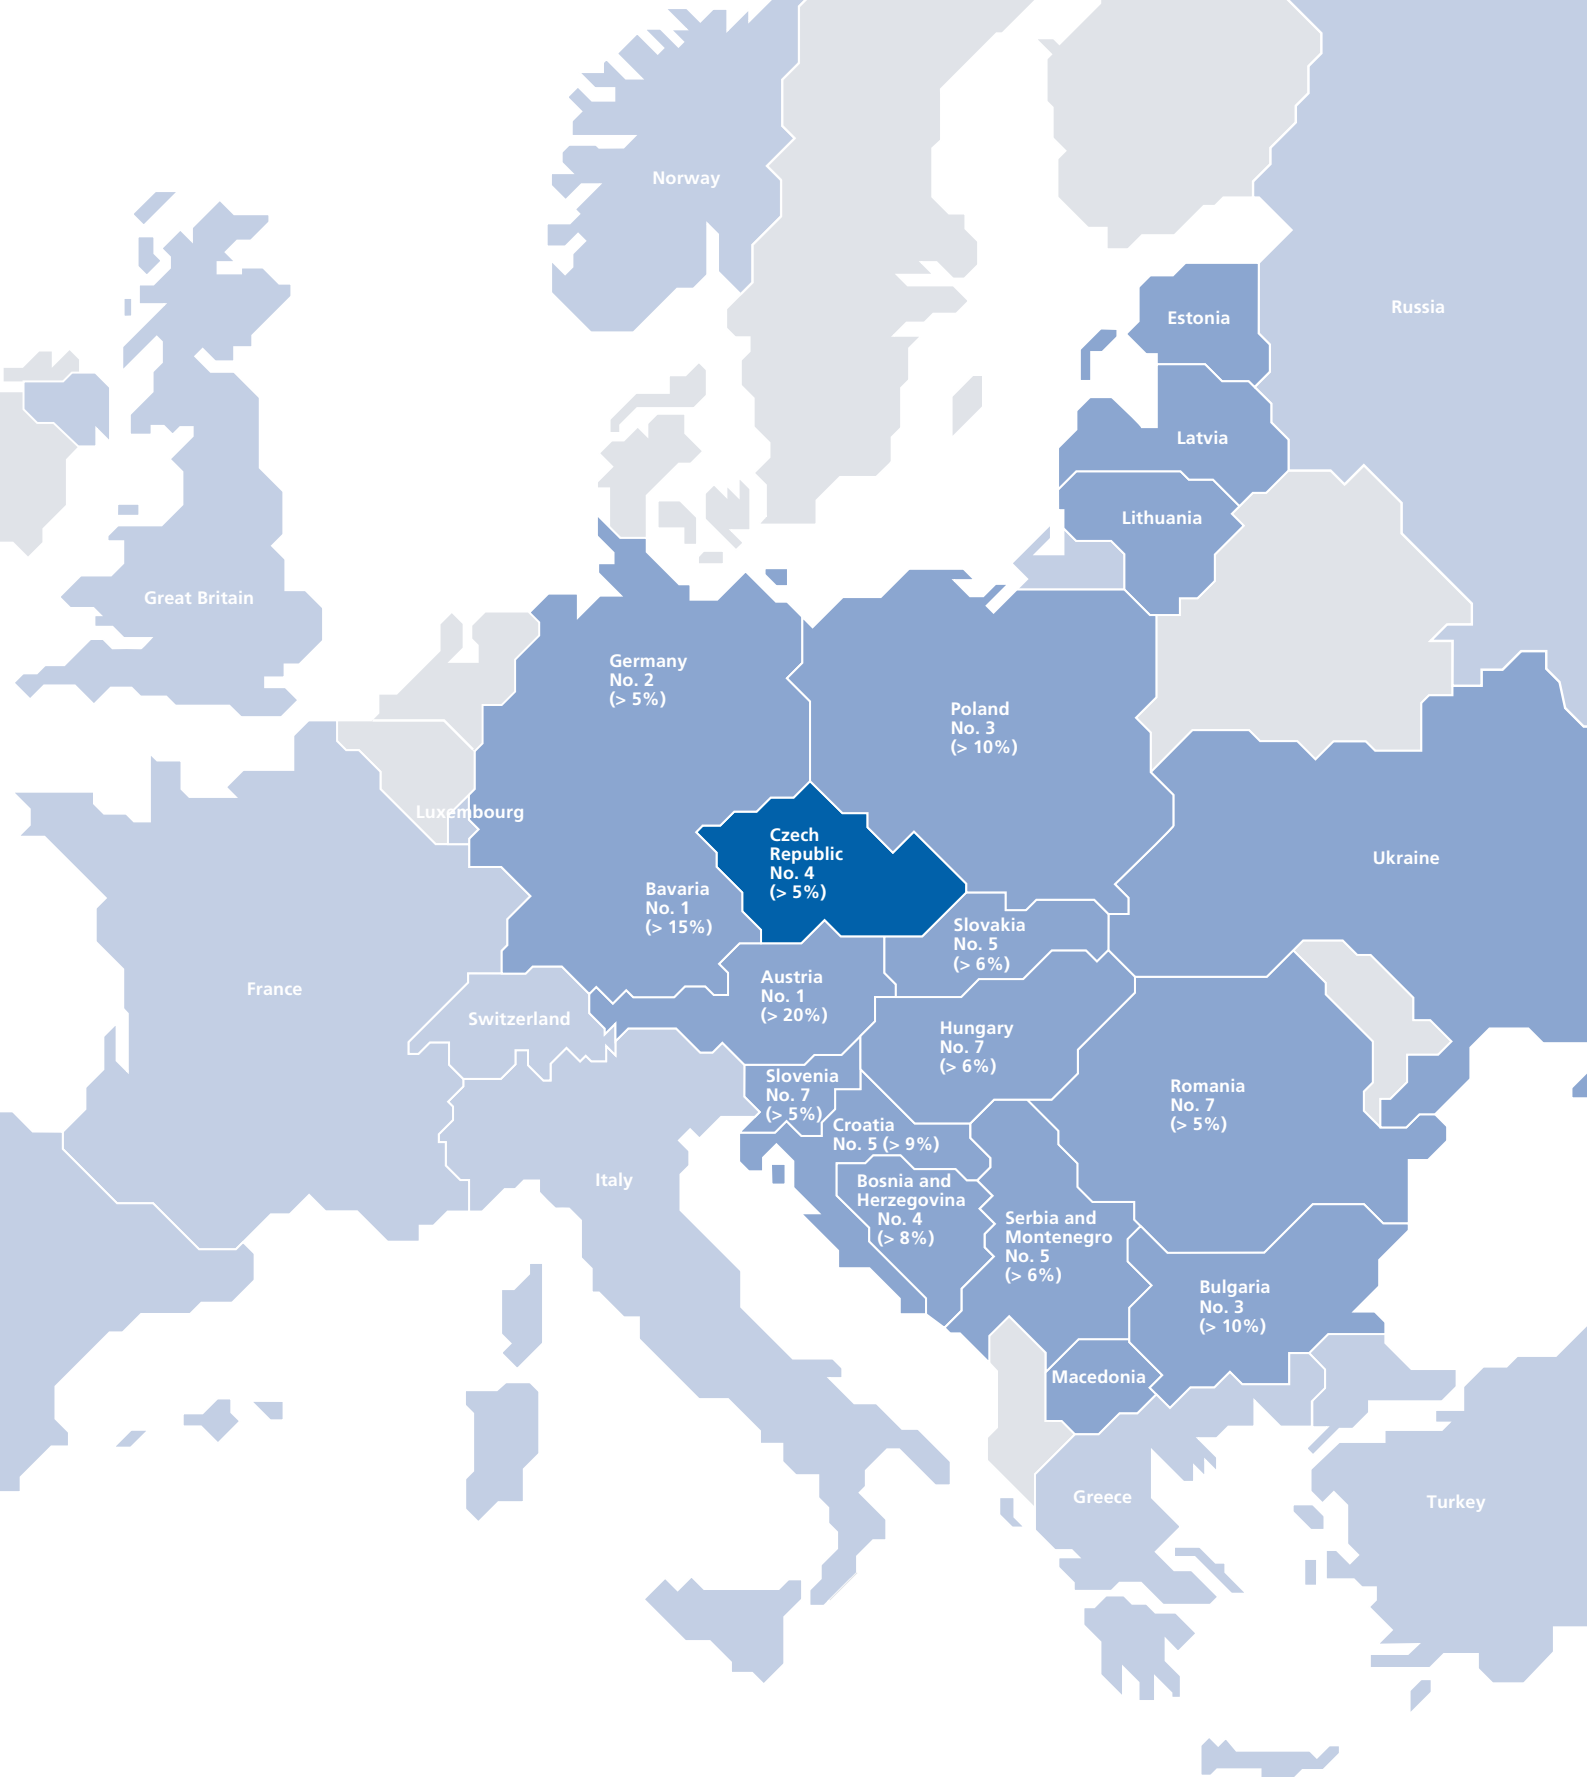 Norway
Russia
Estonia
Latvia
Lithuania
Great Britain
Germany
No. 2
(> 5%)
Poland
No. 3
(> 10%)
Luxembourg
Czech
Republic
No. 4
(> 5%)
Ukraine
Bavaria
No. 1
(> 15%)
Slovakia
No. 5
(> 6%)
Austria
No. 1
(> 20%)
France
Switzerland
Hungary
No. 7
(> 6%)
Slovenia
No. 7
(> 5%)
Romania
No. 7
(> 5%)
Croatia
No. 5 (> 9%)
Italy
Bosnia and
Herzegovina
No. 4
(> 8%)
Serbia and
Montenegro
No. 5
(> 6%)
Bulgaria
No. 3
(> 10%)
Macedonia
Greece
Turkey